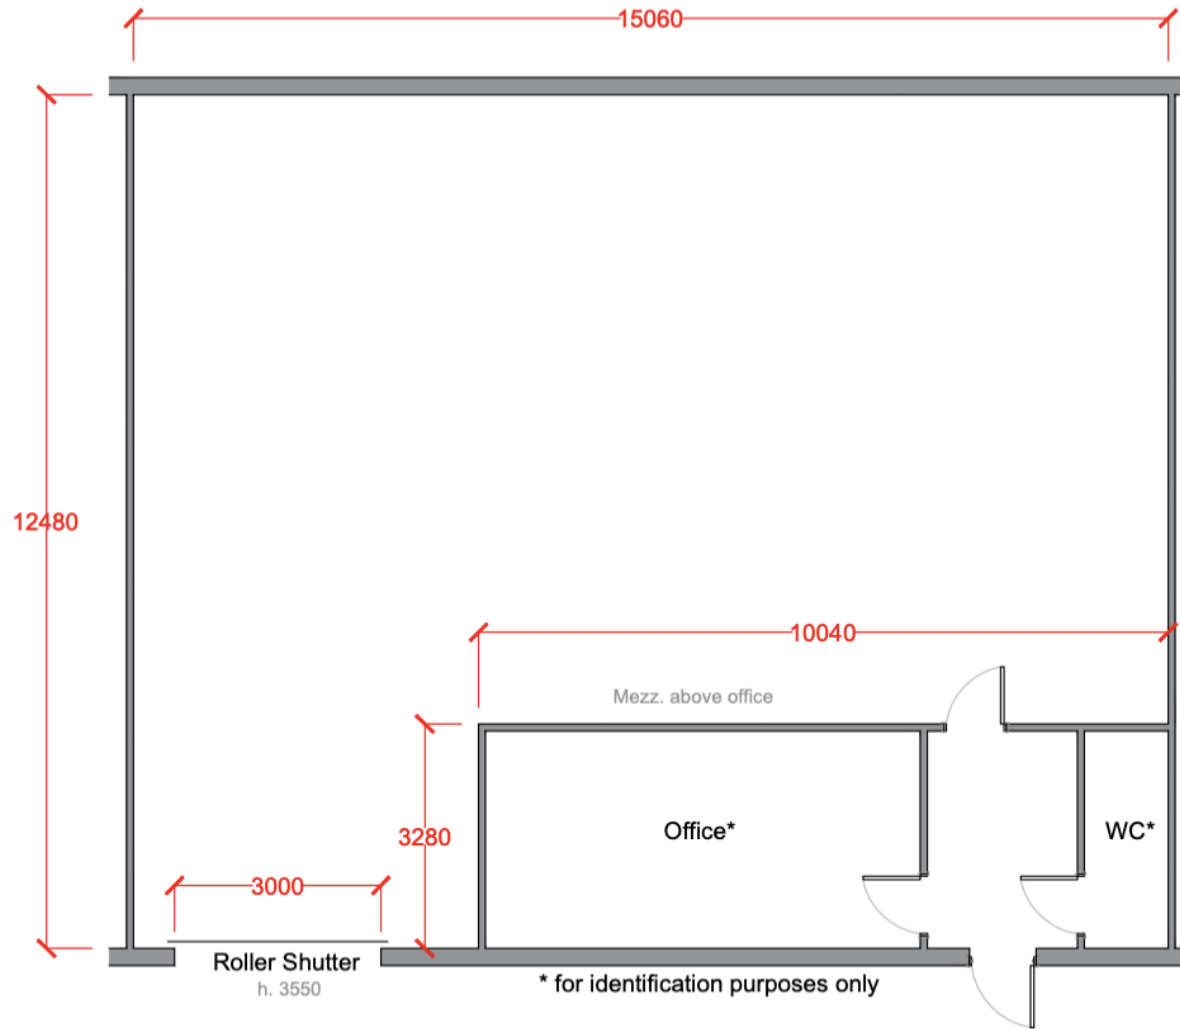 15060
12480
10040
Mezz. above office
3280
Office*
WC*
3000
Roller Shutter
h. 3550
* for identification purposes only